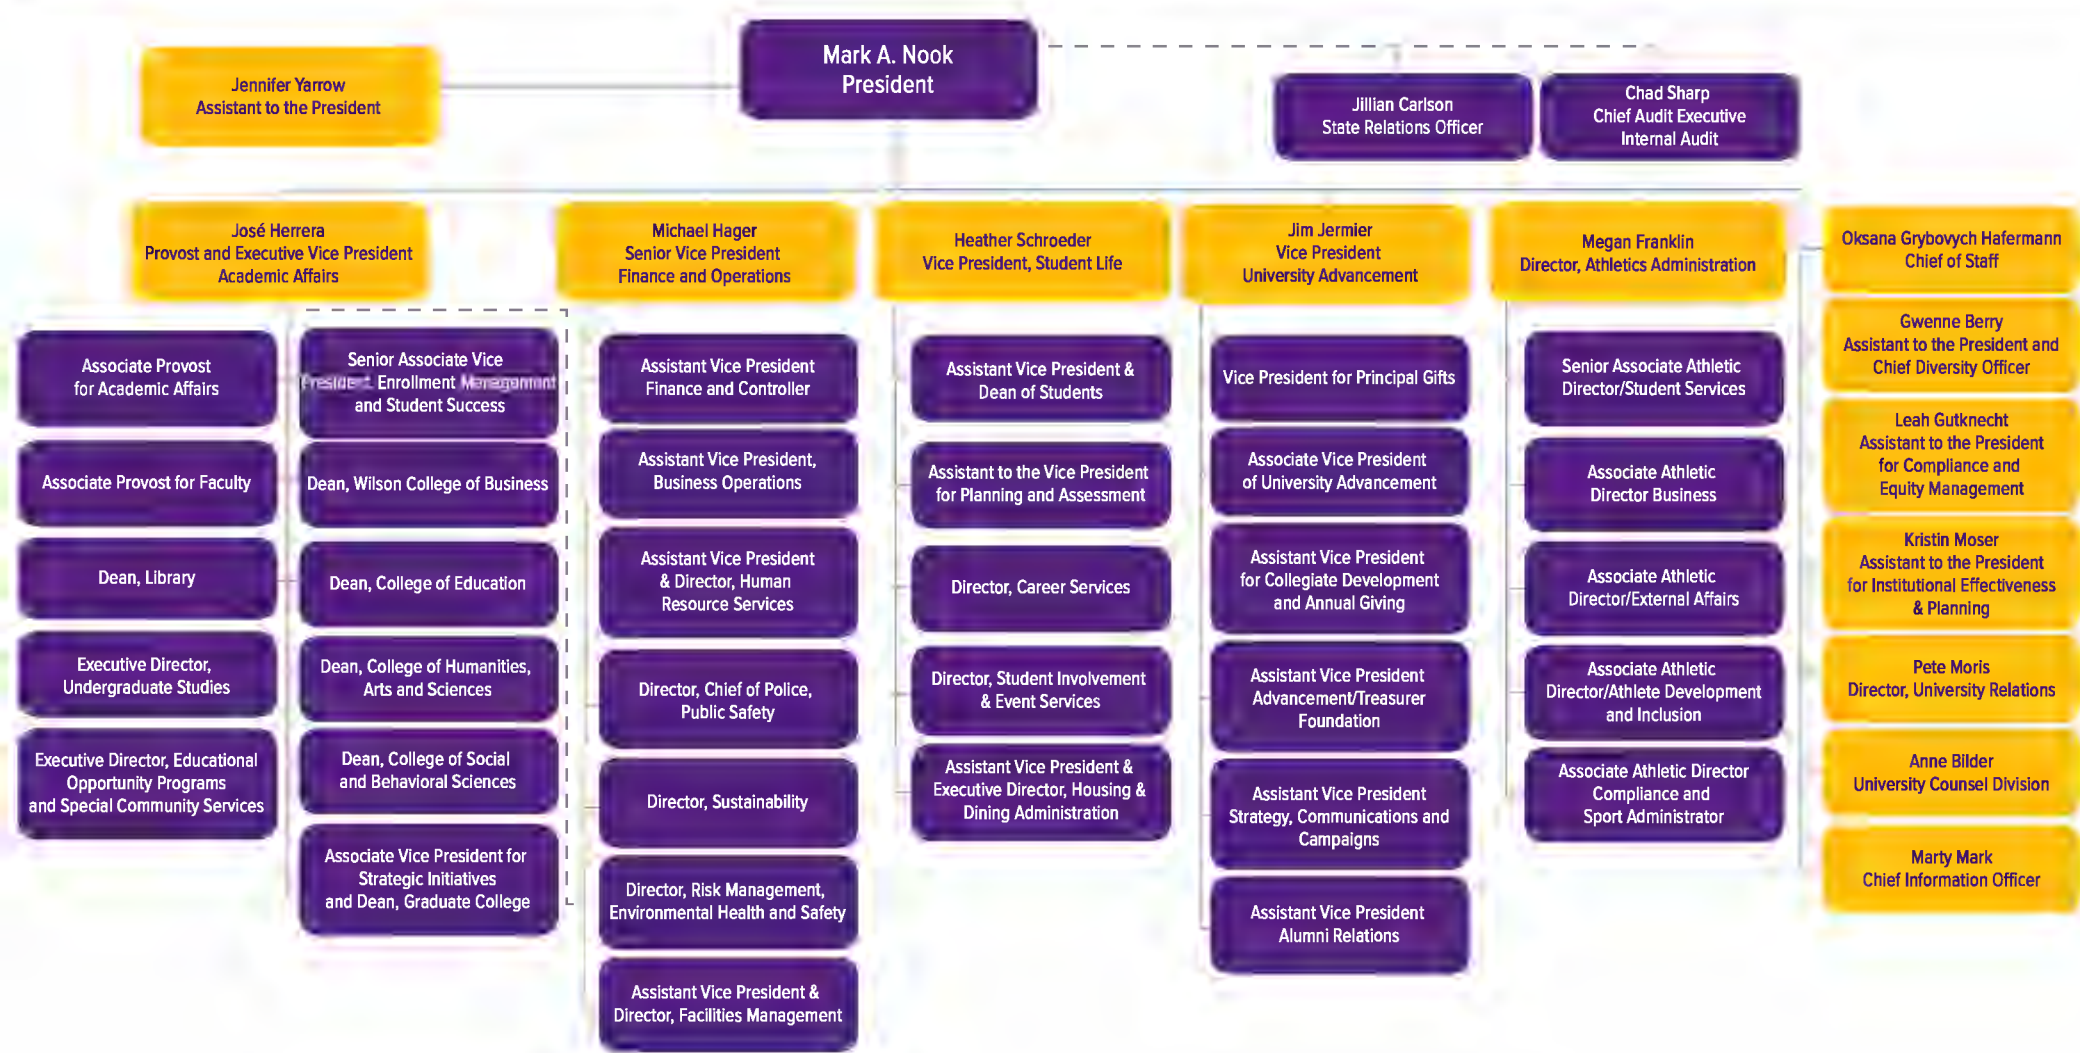 Mark A. Nook
President
Jennifer Yarrow
Assistant to the President
Jillian Carlson
State Relations Officer
Chad Sharp
Chief Audit Executive
Internal Audit
José Herrera
Provost and Executive Vice President
Academic Affairs
Michael Hager
Senior Vice President
Finance and Operations
Heather Schroeder
Vice President, Student Life
Jim Jermier
Vice President
University Advancement
Megan Franklin
Director, Athletics Administration
Oksana Grybovych Hafermann
Chief of Staff
Gwenne Berry
Assistant to the President and
Chief Diversity Officer
Leah Gutknecht
Assistant to the President
for Compliance and
Equity Management
Kristin Moser
Assistant to the President
for Institutional Effectiveness
& Planning
Pete Moris
Director, University Relations
Anne Bilder
University Counsel Division
Marty Mark
Chief Information Officer
Associate Provost
for Academic Affairs
Associate Provost for Faculty
Dean, Library
Executive Director,
Undergraduate Studies
Executive Director, Educational
Opportunity Programs
and Special Community Services
Senior Associate Vice
President, Enrollment Management
and Student Success
Dean, Wilson College of Business
Dean, College of Education
Dean, College of Humanities,
Arts and Sciences
Dean, College of Social
and Behavioral Sciences
Associate Vice President for
Strategic Initiatives
and Dean, Graduate College
Assistant Vice President
Finance and Controller
Assistant Vice President,
Business Operations
Assistant Vice President
& Director, Human
Resource Services
Director, Chief of Police,
Public Safety
Director, Sustainability
Director, Risk Management,
Environmental Health and Safety
Assistant Vice President &
Director, Facilities Management
Assistant Vice President &
Dean of Students
Assistant to the Vice President
for Planning and Assessment
Director, Career Services
Director, Student Involvement
& Event Services
Assistant Vice President &
Executive Director, Housing &
Dining Administration
Vice President for Principal Gifts
Associate Vice President
of University Advancement
Assistant Vice President
for Collegiate Development
and Annual Giving
Assistant Vice President
Advancement/Treasurer
Foundation
Assistant Vice President
Strategy, Communications and
Campaigns
Assistant Vice President
Alumni Relations
Senior Associate Athletic
Director/Student Services
Associate Athletic
Director Business
Associate Athletic
Director/External Affairs
Associate Athletic
Director/Athlete Development
and Inclusion
Associate Athletic Director
Compliance and
Sport Administrator